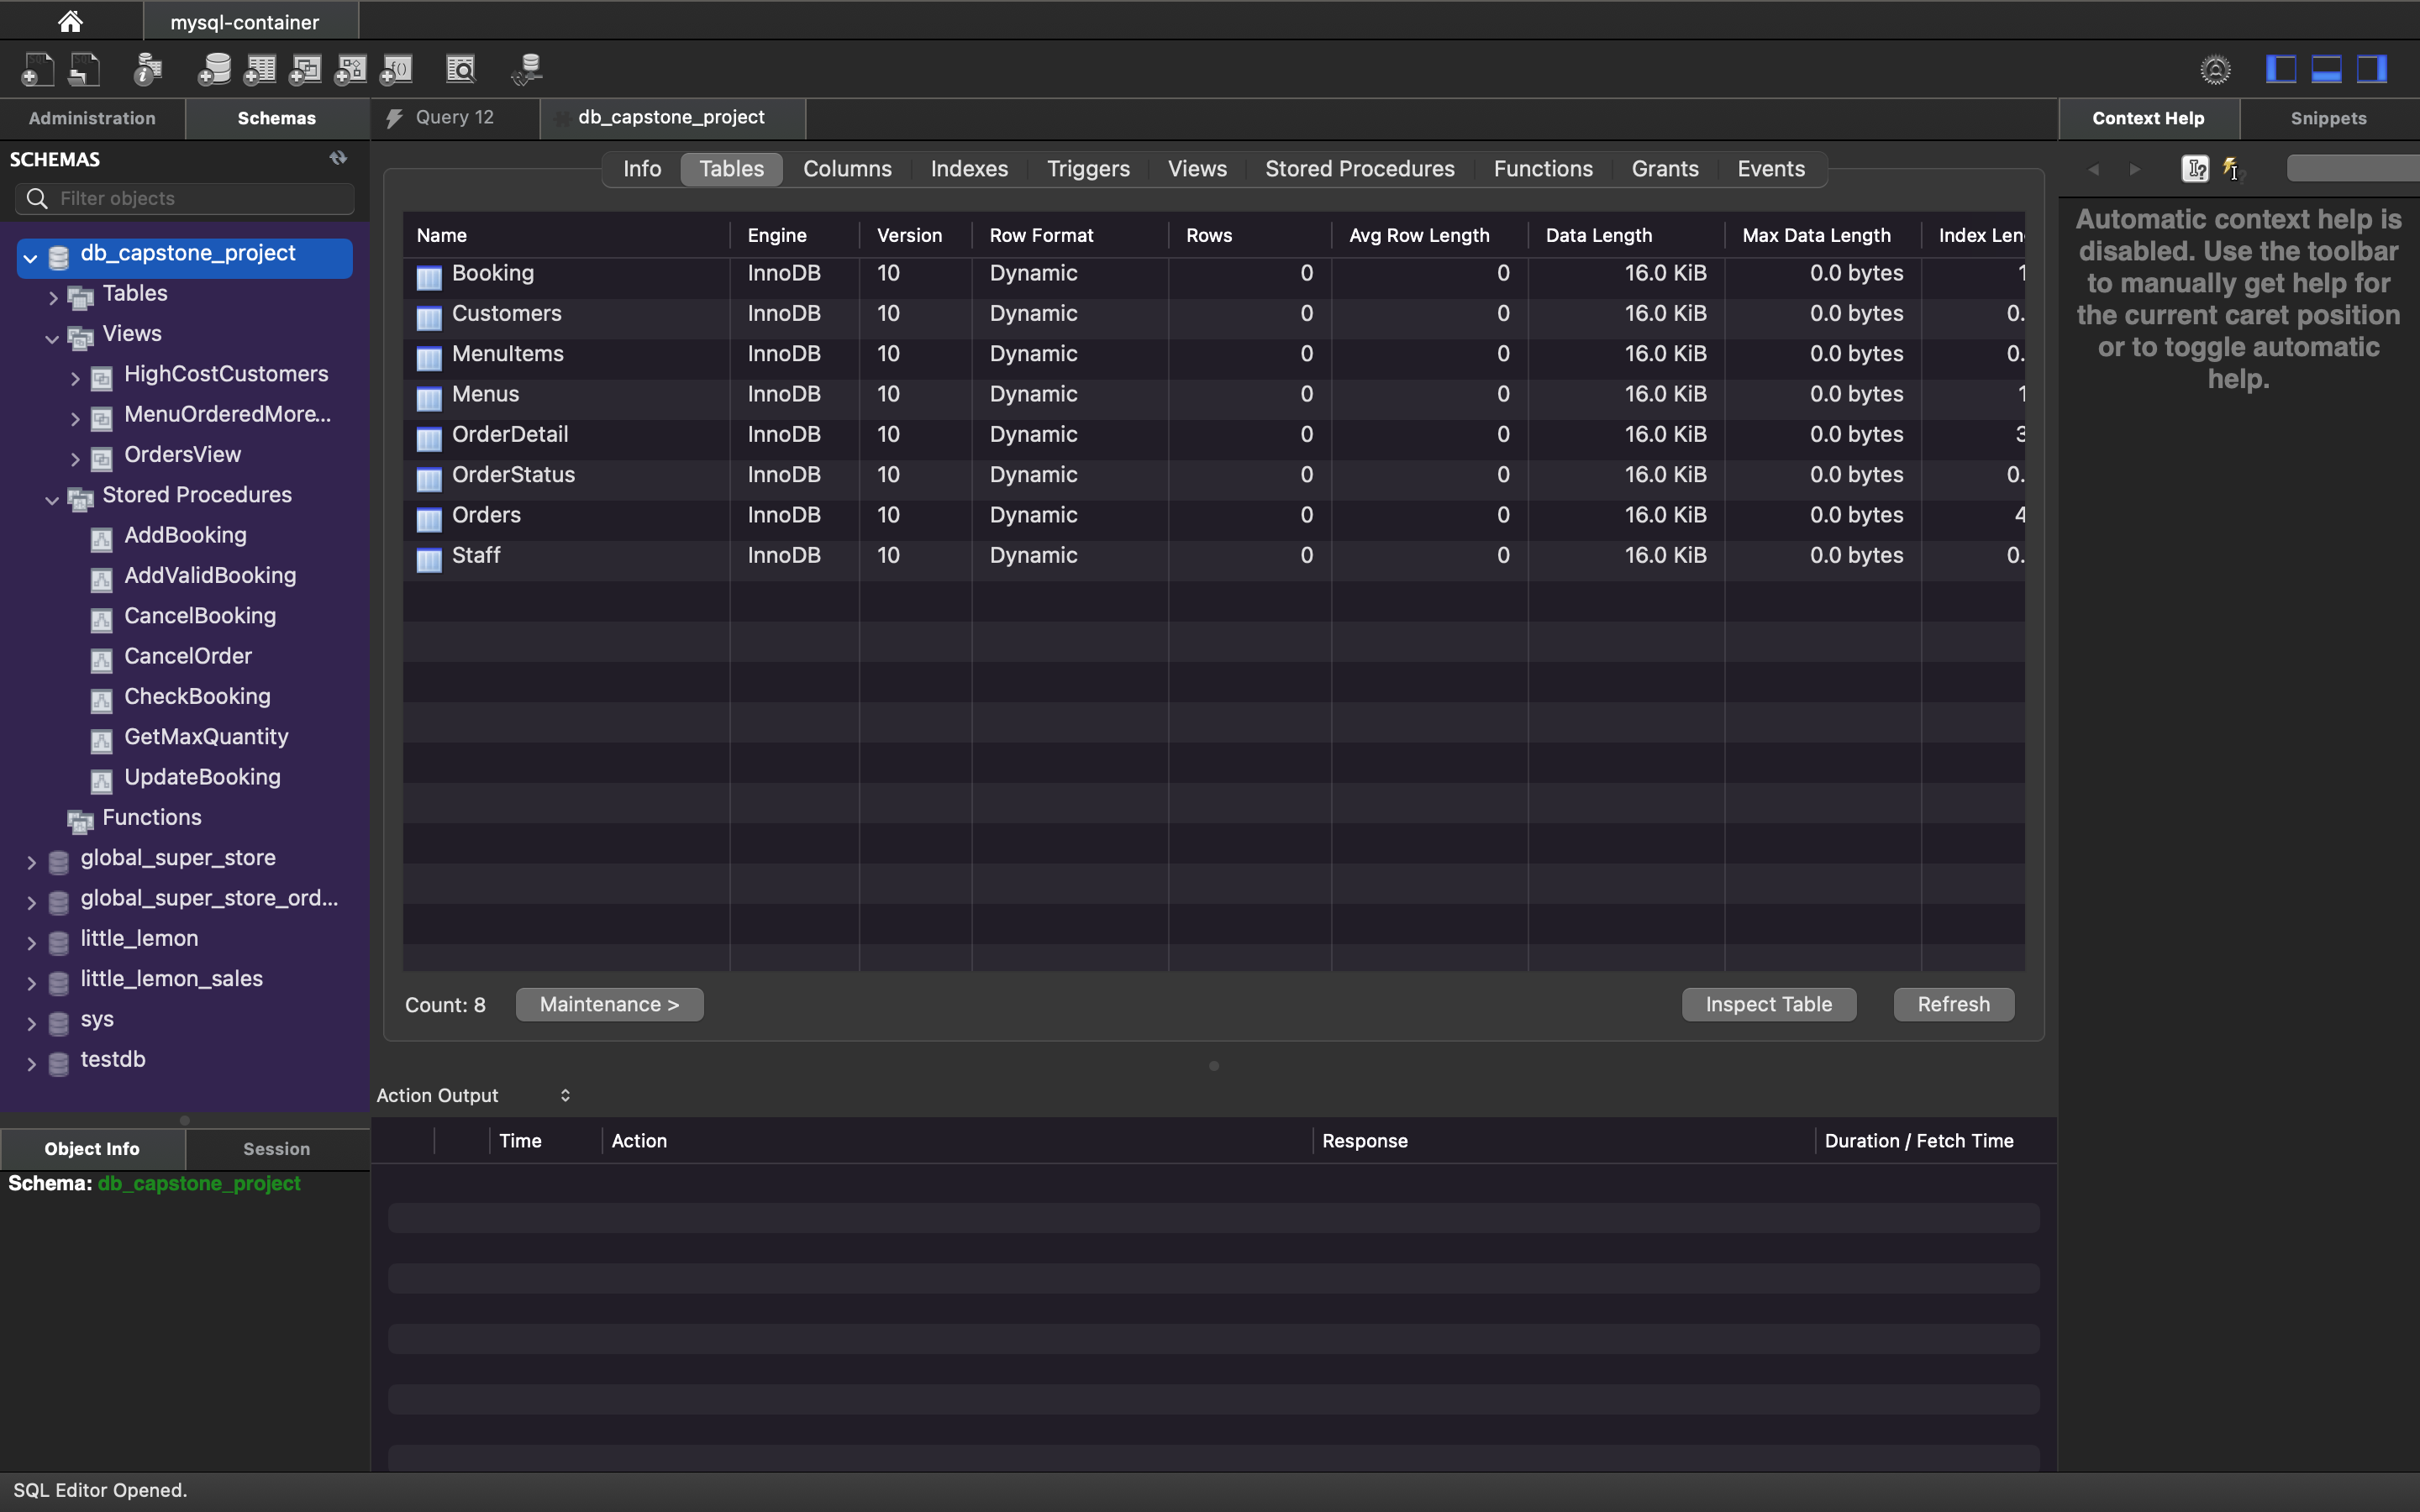 mysql-container
Administration
Schemas
Query 12
db_capstone_project
Context Help
Snippets
SCHEMAS
Filter objects
db_capstone_project
Tables
Views
HighCostCustomers
MenuOrderedMore...
OrdersView
Stored Procedures
AddBooking
AddValidBooking
CancelBooking
CancelOrder
CheckBooking
GetMaxQuantity
UpdateBooking
Functions
global_super_store
global_super_store_ord...
little_lemon
little_lemon_sales
sys
testdb
Info Tables Columns Indexes Triggers Views Stored Procedures Functions Grants Events
Name Engine Version Row Format Rows Avg Row Length Data Length Max Data Length Index Len
Booking InnoDB 10 Dynamic 0 0 16.0 KiB 0.0 bytes 1
Customers InnoDB 10 Dynamic 0 0 16.0 KiB 0.0 bytes 0.
MenuItems InnoDB 10 Dynamic 0 0 16.0 KiB 0.0 bytes 0.
Menus InnoDB 10 Dynamic 0 0 16.0 KiB 0.0 bytes 1
OrderDetail InnoDB 10 Dynamic 0 0 16.0 KiB 0.0 bytes 3
OrderStatus InnoDB 10 Dynamic 0 0 16.0 KiB 0.0 bytes 0.
Orders InnoDB 10 Dynamic 0 0 16.0 KiB 0.0 bytes 4
Staff InnoDB 10 Dynamic 0 0 16.0 KiB 0.0 bytes 0.
Count: 8
Maintenance >
Inspect Table
Refresh
Automatic context help is
disabled. Use the toolbar
to manually get help for
the current caret position
or to toggle automatic
help.
Action Output
Time Action Response Duration / Fetch Time
Object Info
Session
Schema: db_capstone_project
SQL Editor Opened.